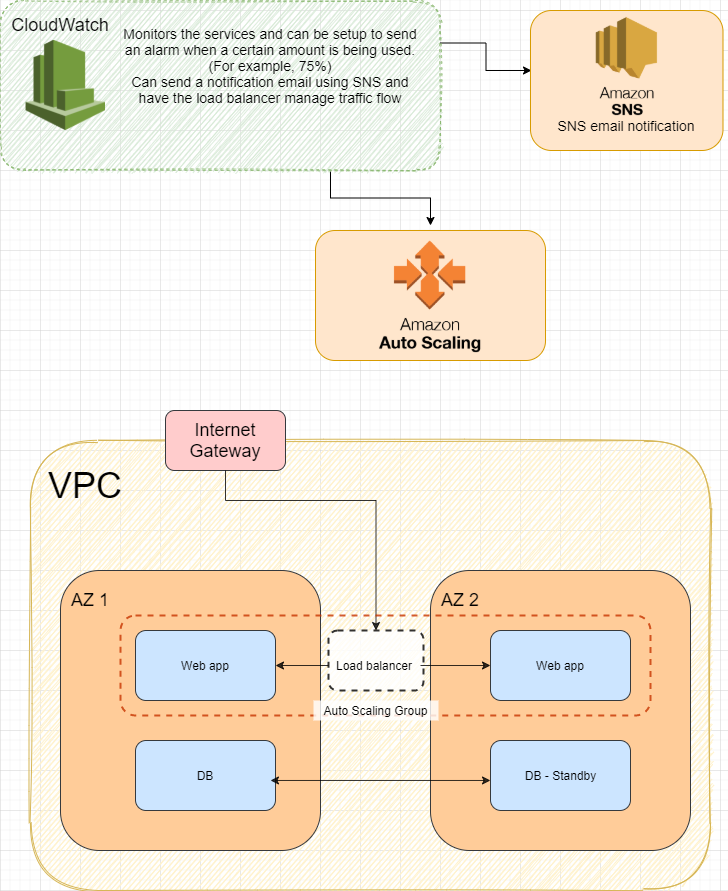 CloudWatch
Monitors the services and can be setup to send
an alarm when a certain amount is being used.
(For example, 75%)
Can send a notification email using SNS and
have the load balancer manage traffic flow
Amazon
SNS
SNS email notification
Amazon
Auto Scaling
Internet
Gateway
VPC
AZ 1
AZ 2
Web app
Load balancer
Web app
Auto Scaling Group
DB
DB - Standby